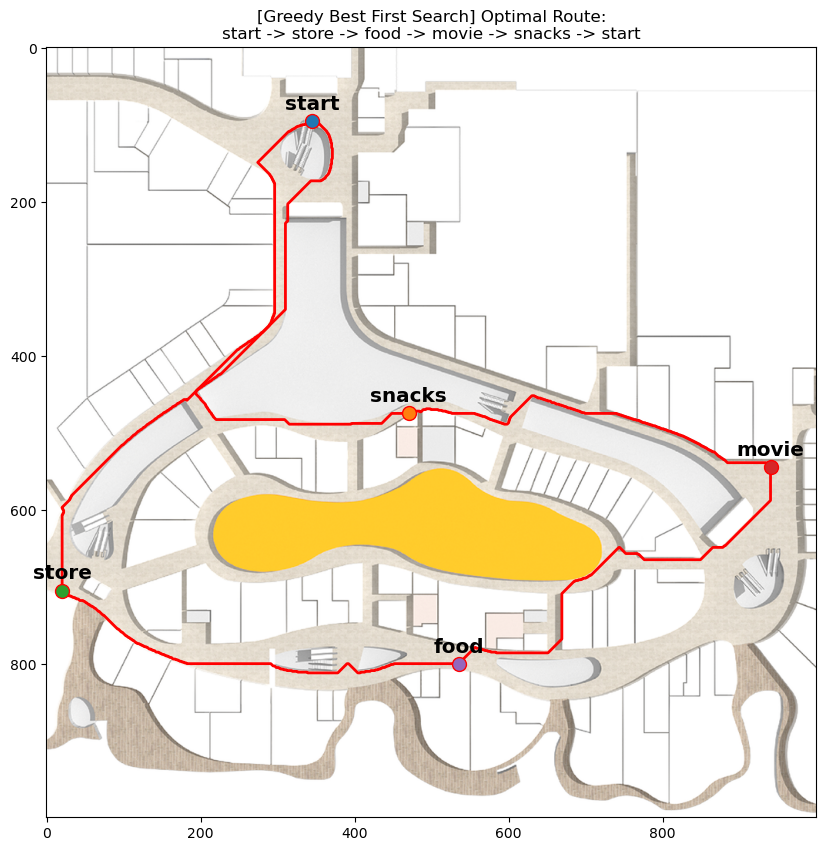 [Greedy Best First Search] Optimal Route:
start -> store -> food -> movie -> snacks -> start
0
start
200
400
snacks
movie
600
store
food
800
0
200
400
600
800